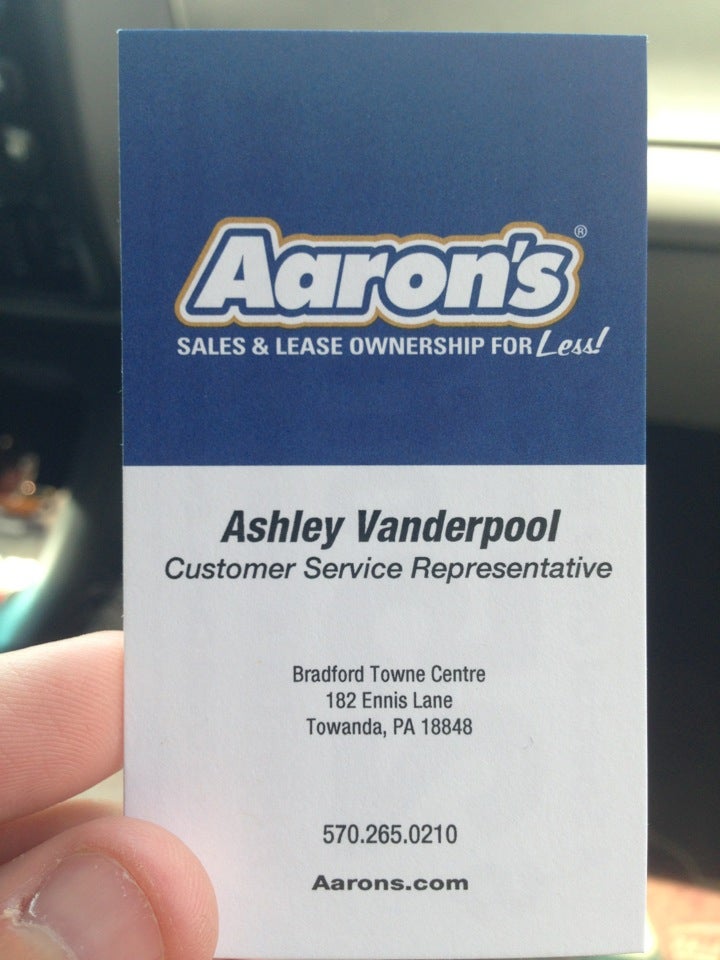 Aaron's®
SALES & LEASE OWNERSHIP FOR Less!
Ashley Vanderpool
Customer Service Representative
Bradford Towne Centre
182 Ennis Lane
Towanda, PA 18848
570.265.0210
Aarons.com